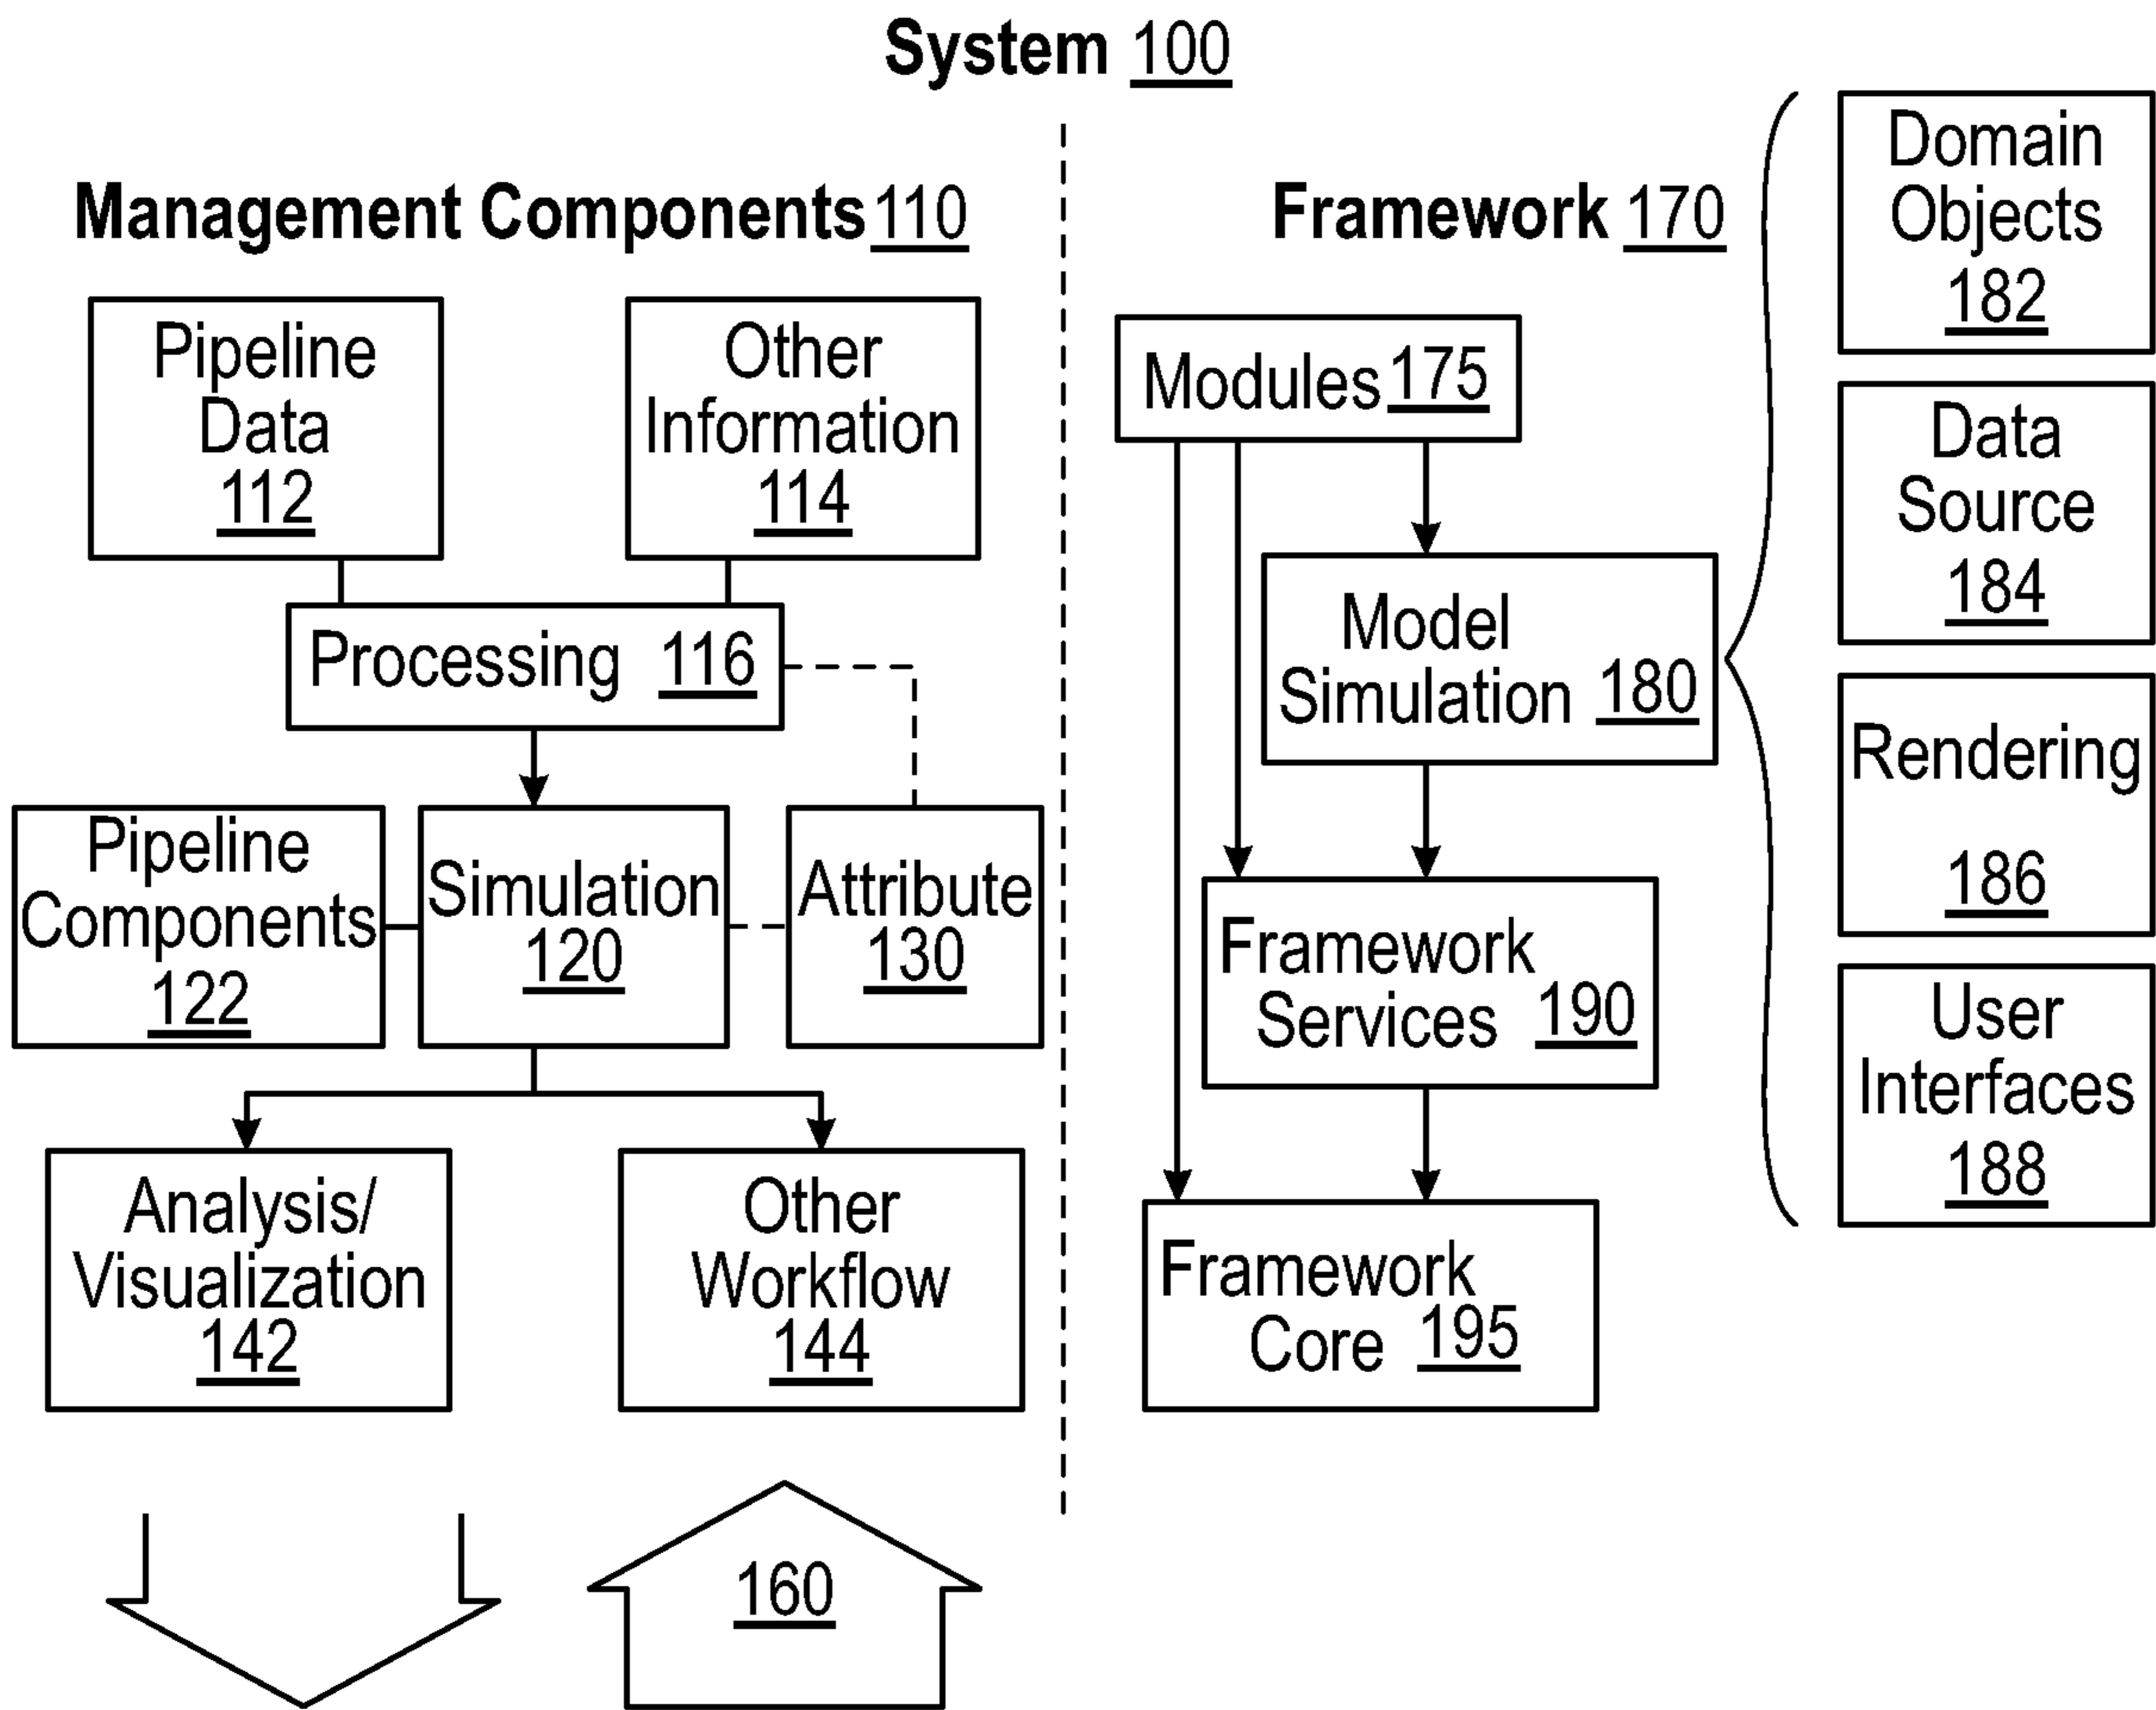 System 100
Management Components 110
Pipeline
Data
112
Other
Information
114
Processing 116
Pipeline
Components
122
Simulation
120
Attribute
130
Analysis/
Visualization
142
Other
Workflow
144
160
Framework 170
Modules 175
Model
Simulation 180
Framework
Services 190
Framework
Core 195
Domain
Objects
182
Data
Source
184
Rendering
186
User
Interfaces
188